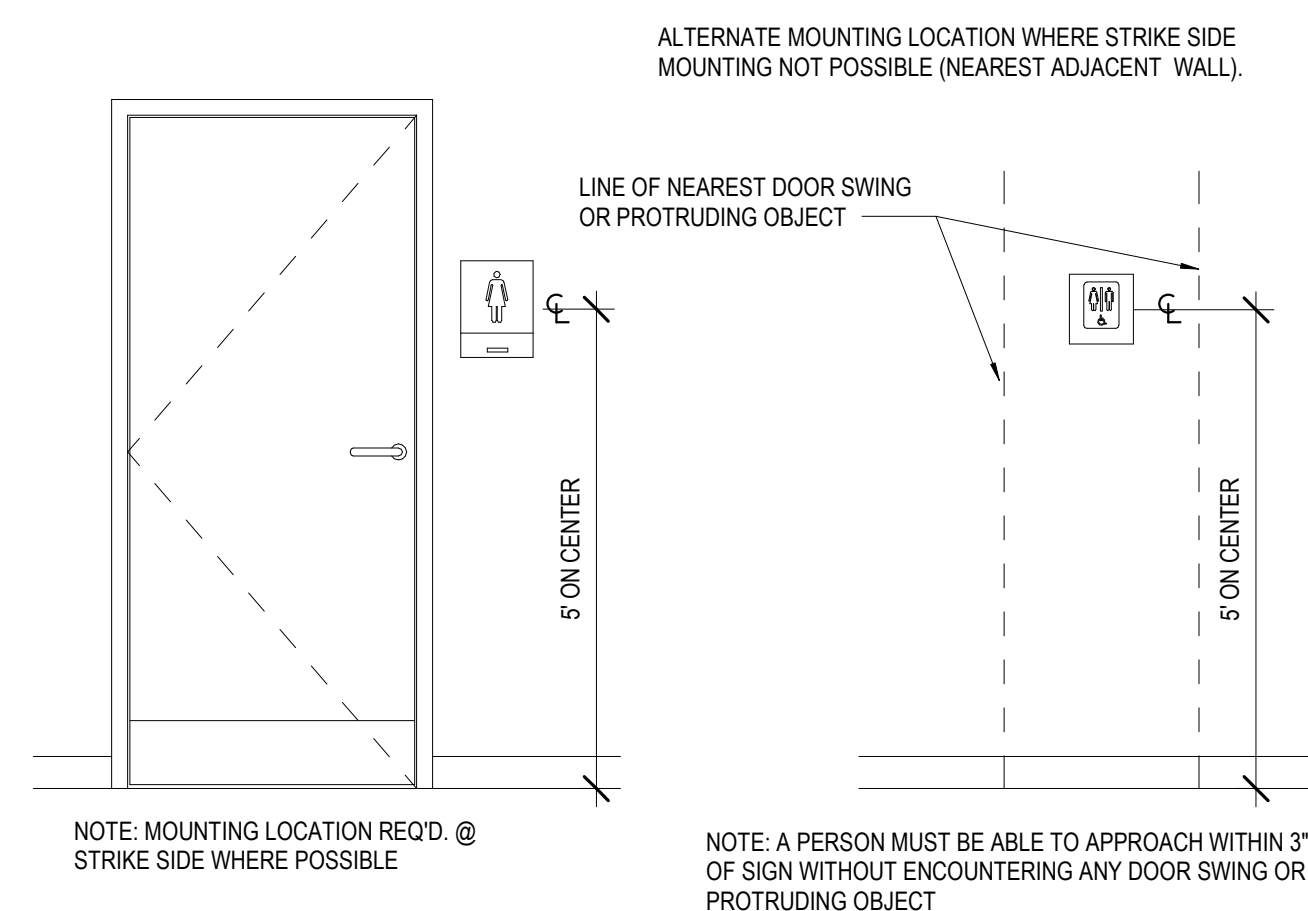 ALTERNATE MOUNTING LOCATION WHERE STRIKE SIDE
MOUNTING NOT POSSIBLE (NEAREST ADJACENT WALL).
LINE OF NEAREST DOOR SWING
OR PROTRUDING OBJECT
CL
5' ON CENTER
CL
5' ON CENTER
NOTE: MOUNTING LOCATION REQ'D. @
STRIKE SIDE WHERE POSSIBLE
NOTE: A PERSON MUST BE ABLE TO APPROACH WITHIN 3"
OF SIGN WITHOUT ENCOUNTERING ANY DOOR SWING OR
PROTRUDING OBJECT